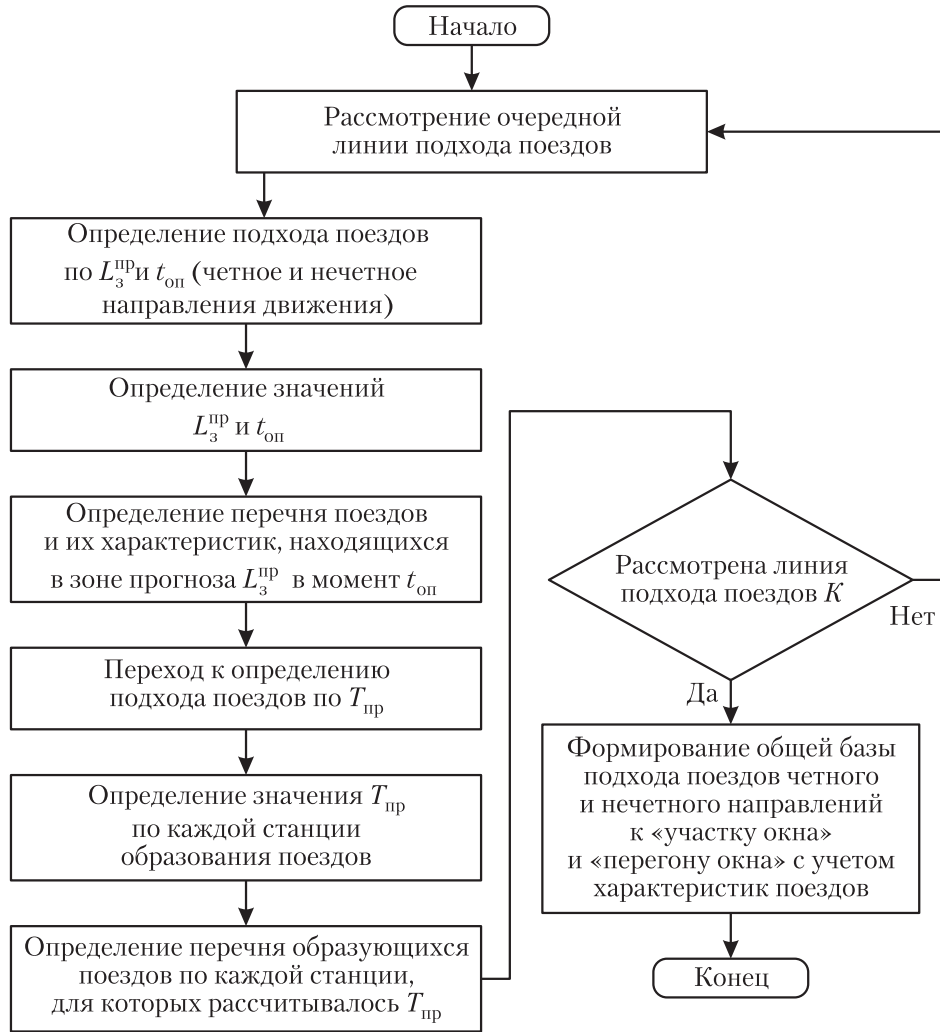 Начало
Рассмотрение очередной
линии подхода поездов
Определение подхода поездов
по L_з^пр и t_оп (четное и нечетное
направления движения)
Определение значений
L_з^пр и t_оп
Определение перечня поездов
и их характеристик, находящихся
в зоне прогноза L_з^пр в момент t_оп
Переход к определению
подхода поездов по T_пр
Определение значения T_пр
по каждой станции
образования поездов
Определение перечня образующихся
поездов по каждой станции,
для которых рассчитывалось T_пр
Рассмотрена линия
подхода поездов K
Нет
Да
Формирование общей базы
подхода поездов четного
и нечетного направлений
к «участку окна»
и «перегону окна» с учетом
характеристик поездов
Конец